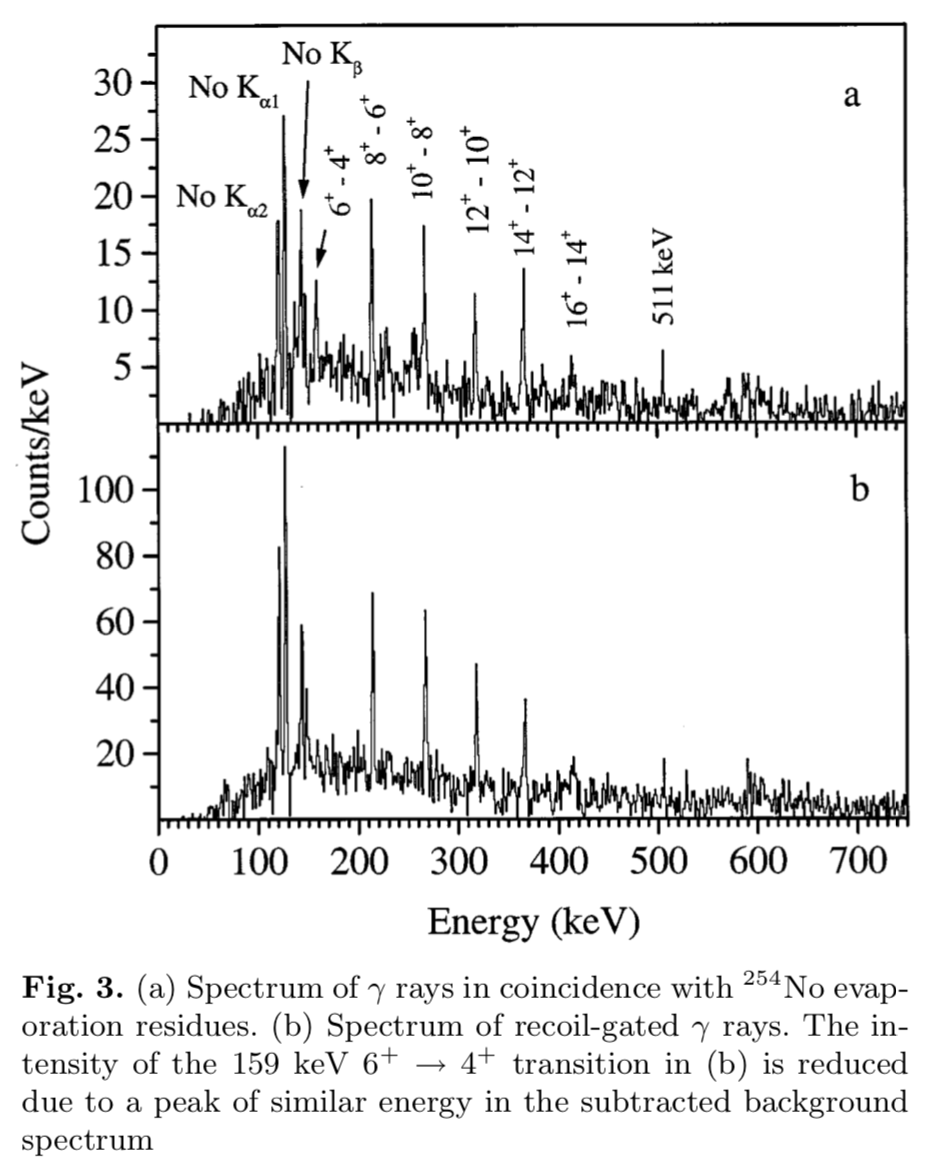 No Kβ
30
No Kα1
a
25
20
No Kα2
6+ - 4+
8+ - 6+
10+ - 8+
12+ - 10+
14+ - 12+
16+ - 14+
511 keV
15
10
5
Counts/keV
100
b
80
60
40
20
0 100 200 300 400 500 600 700
Energy (keV)
Fig. 3. (a) Spectrum of γ rays in coincidence with ²⁵⁴No evap-
oration residues. (b) Spectrum of recoil-gated γ rays. The in-
tensity of the 159 keV 6⁺ → 4⁺ transition in (b) is reduced
due to a peak of similar energy in the subtracted background
spectrum